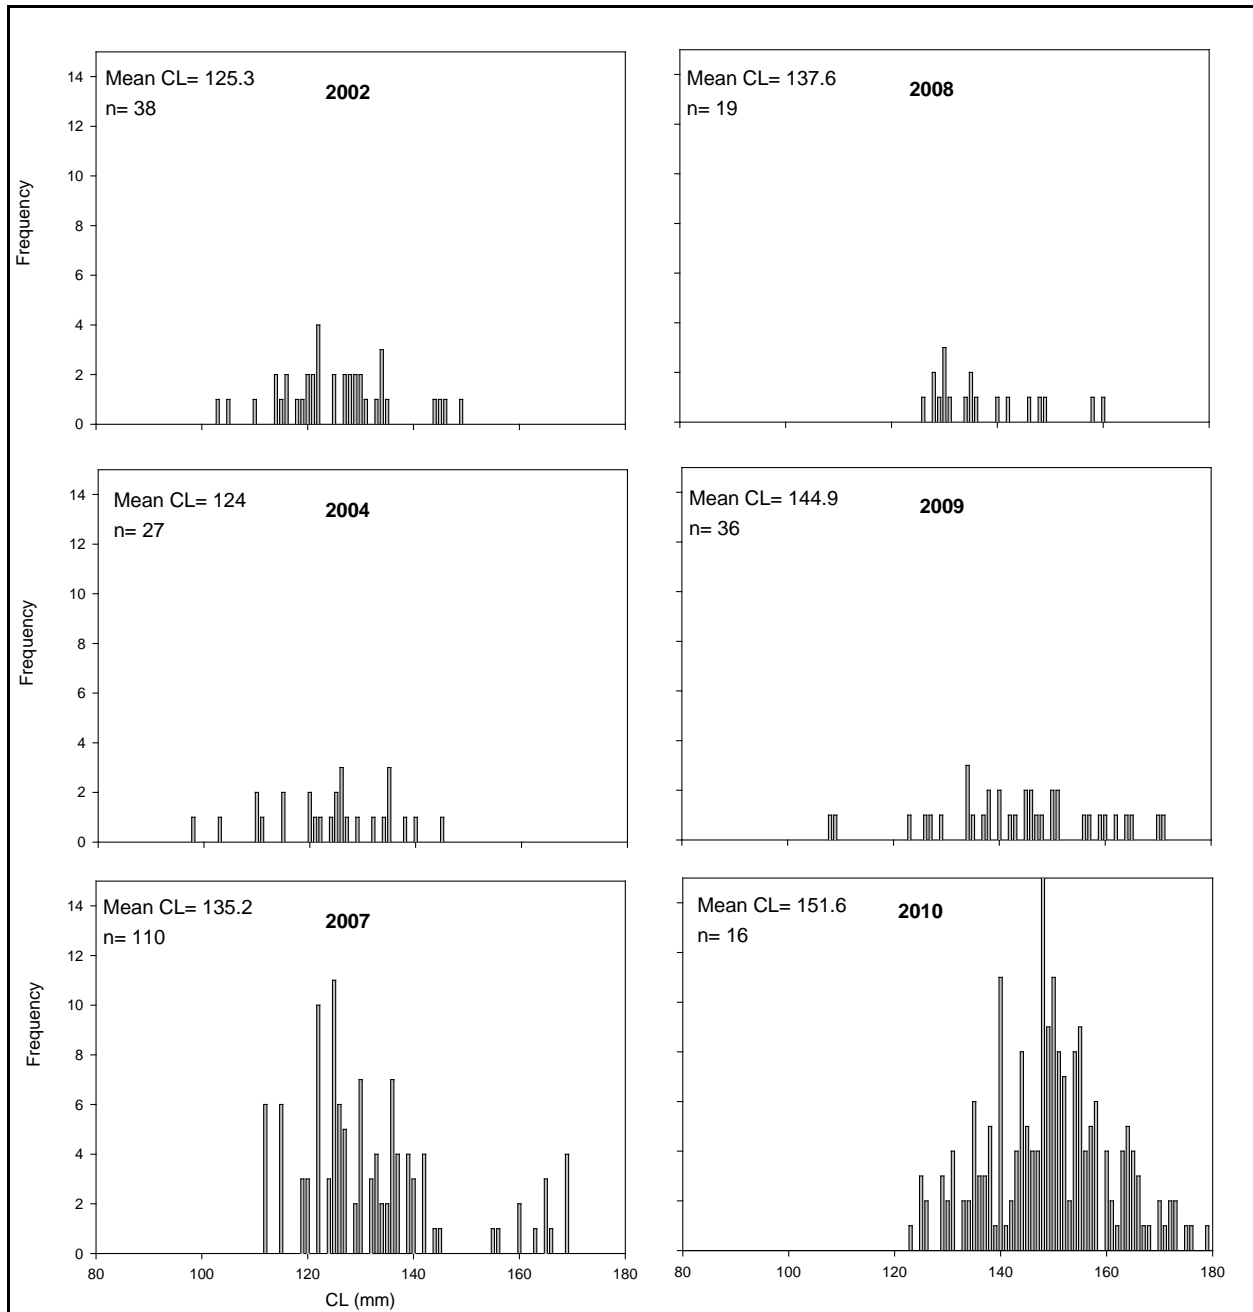 Mean CL= 125.3
n= 38
2002
14
12
10
8
6
4
2
0
Frequency
Mean CL= 137.6
n= 19
2008
Mean CL= 124
n= 27
2004
14
12
10
8
6
4
2
0
Frequency
Mean CL= 144.9
n= 36
2009
Mean CL= 135.2
n= 110
2007
14
12
10
8
6
4
2
0
Frequency
80 100 120 140 160 180
CL (mm)
Mean CL= 151.6
n= 16
2010
80 100 120 140 160 180